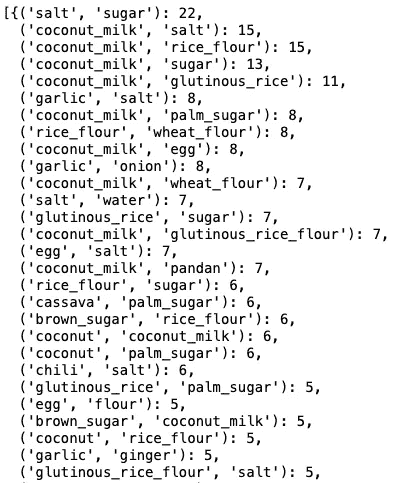 [{('salt', 'sugar'): 22,
('coconut_milk', 'salt'): 15,
('coconut_milk', 'rice_flour'): 15,
('coconut_milk', 'sugar'): 13,
('coconut_milk', 'glutinous_rice'): 11,
('garlic', 'salt'): 8,
('coconut_milk', 'palm_sugar'): 8,
('rice_flour', 'wheat_flour'): 8,
('coconut_milk', 'egg'): 8,
('garlic', 'onion'): 8,
('coconut_milk', 'wheat_flour'): 7,
('salt', 'water'): 7,
('glutinous_rice', 'sugar'): 7,
('coconut_milk', 'glutinous_rice_flour'): 7,
('egg', 'salt'): 7,
('coconut_milk', 'pandan'): 7,
('rice_flour', 'sugar'): 6,
('cassava', 'palm_sugar'): 6,
('brown_sugar', 'rice_flour'): 6,
('coconut', 'coconut_milk'): 6,
('coconut', 'palm_sugar'): 6,
('chili', 'salt'): 6,
('glutinous_rice', 'palm_sugar'): 5,
('egg', 'flour'): 5,
('brown_sugar', 'coconut_milk'): 5,
('coconut', 'rice_flour'): 5,
('garlic', 'ginger'): 5,
('glutinous_rice_flour', 'salt'): 5,